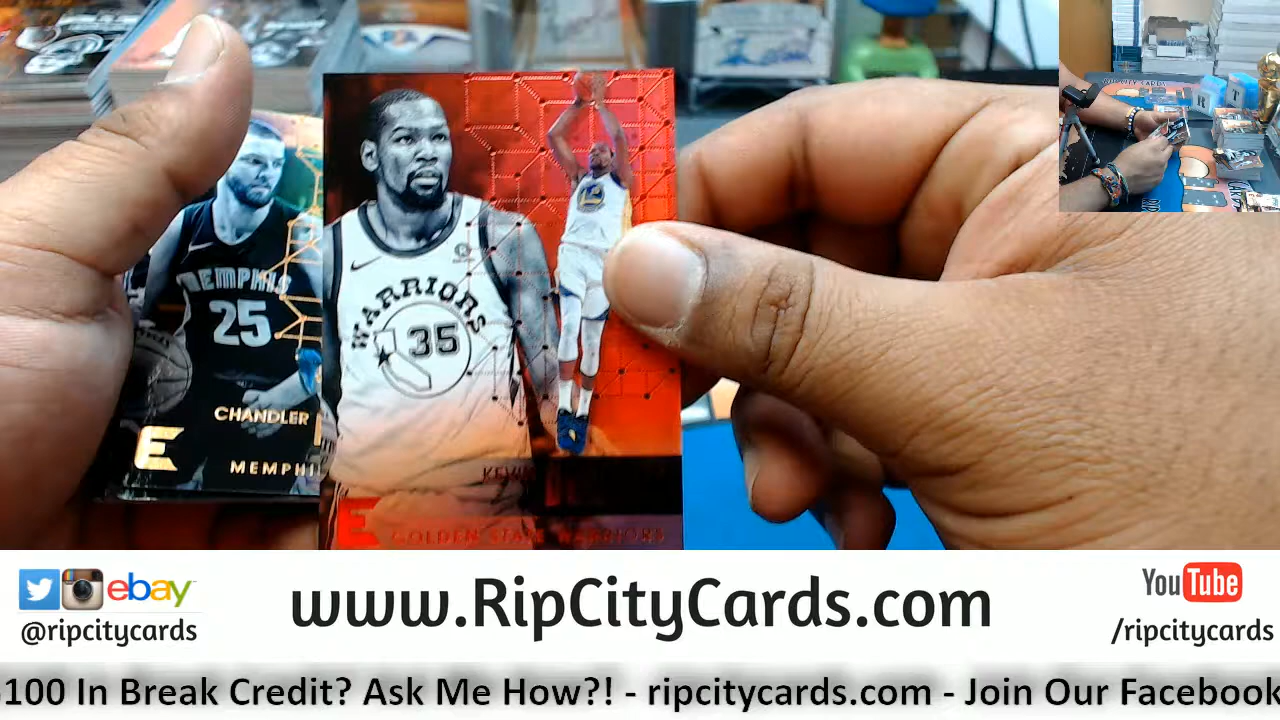 MEMPHIS
25
CHANDLER
E
MEMPHI
WARRIORS
35
KEVIN
E
GOLDEN STATE WARRIORS
R T
ebay
@ripcitycards
www.RipCityCards.com
YouTube
/ripcitycards
100 In Break Credit? Ask Me How?! - ripcitycards.com - Join Our Facebook